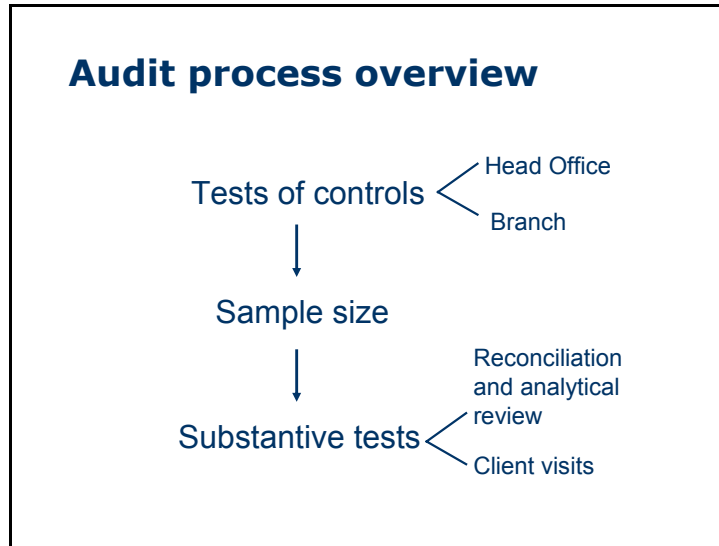 Audit process overview
Head Office
Tests of controls
Branch
Sample size
Reconciliation
and analytical
review
Substantive tests
Client visits